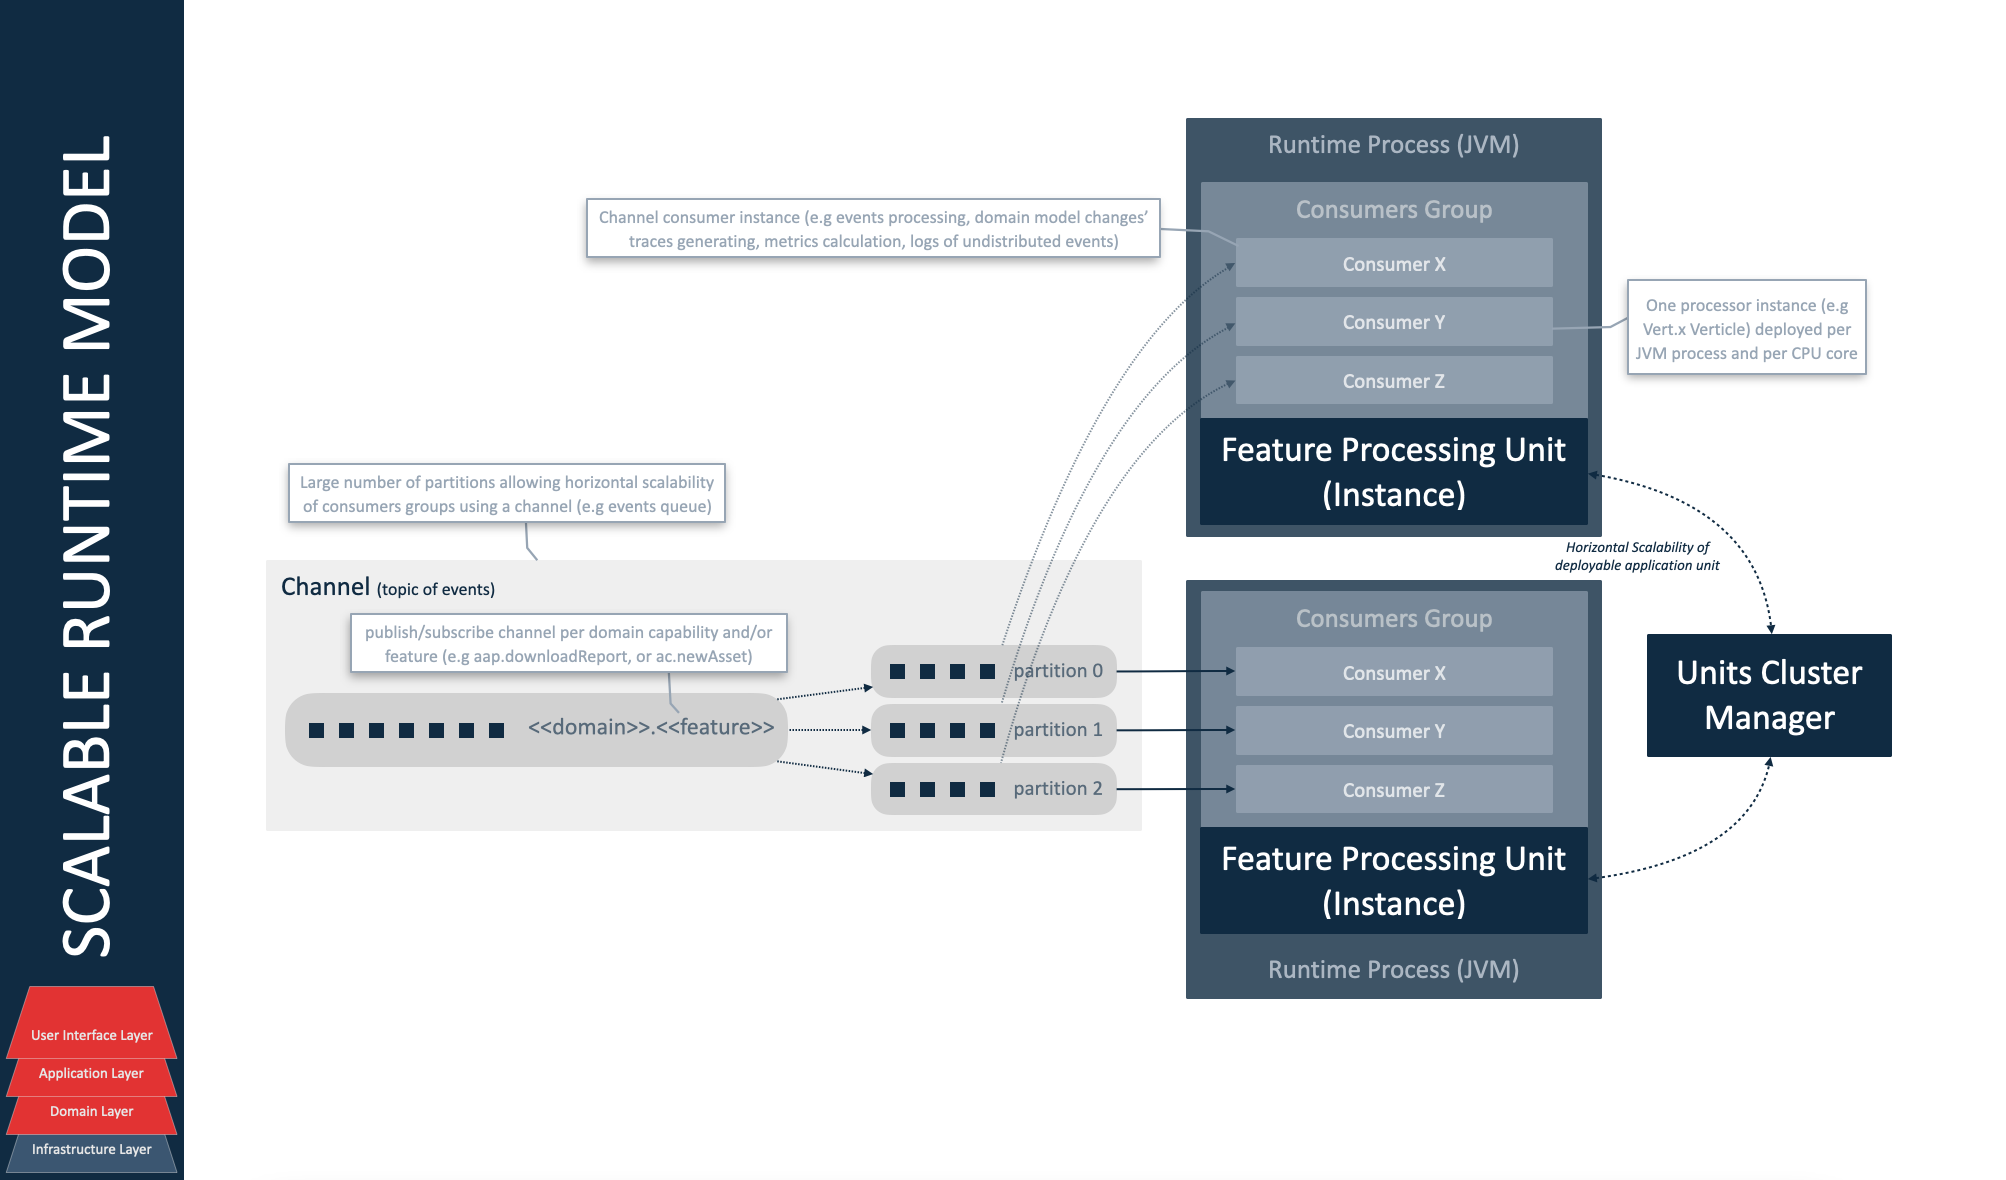 SCALABLE RUNTIME MODEL
User Interface Layer
Application Layer
Domain Layer
Infrastructure Layer
Runtime Process (JVM)
Consumers Group
Channel consumer instance (e.g events processing, domain model changes’
traces generating, metrics calculation, logs of undistributed events)
Consumer X
Consumer Y
Consumer Z
One processor instance (e.g
Vert.x Verticle) deployed per
JVM process and per CPU core
Feature Processing Unit
(Instance)
Large number of partitions allowing horizontal scalability
of consumers groups using a channel (e.g events queue)
Horizontal Scalability of
deployable application unit
Channel (topic of events)
publish/subscribe channel per domain capability and/or
feature (e.g aap.downloadReport, or ac.newAsset)
<<domain>>.<<feature>>
partition 0
partition 1
partition 2
Consumers Group
Consumer X
Consumer Y
Consumer Z
Feature Processing Unit
(Instance)
Runtime Process (JVM)
Units Cluster
Manager